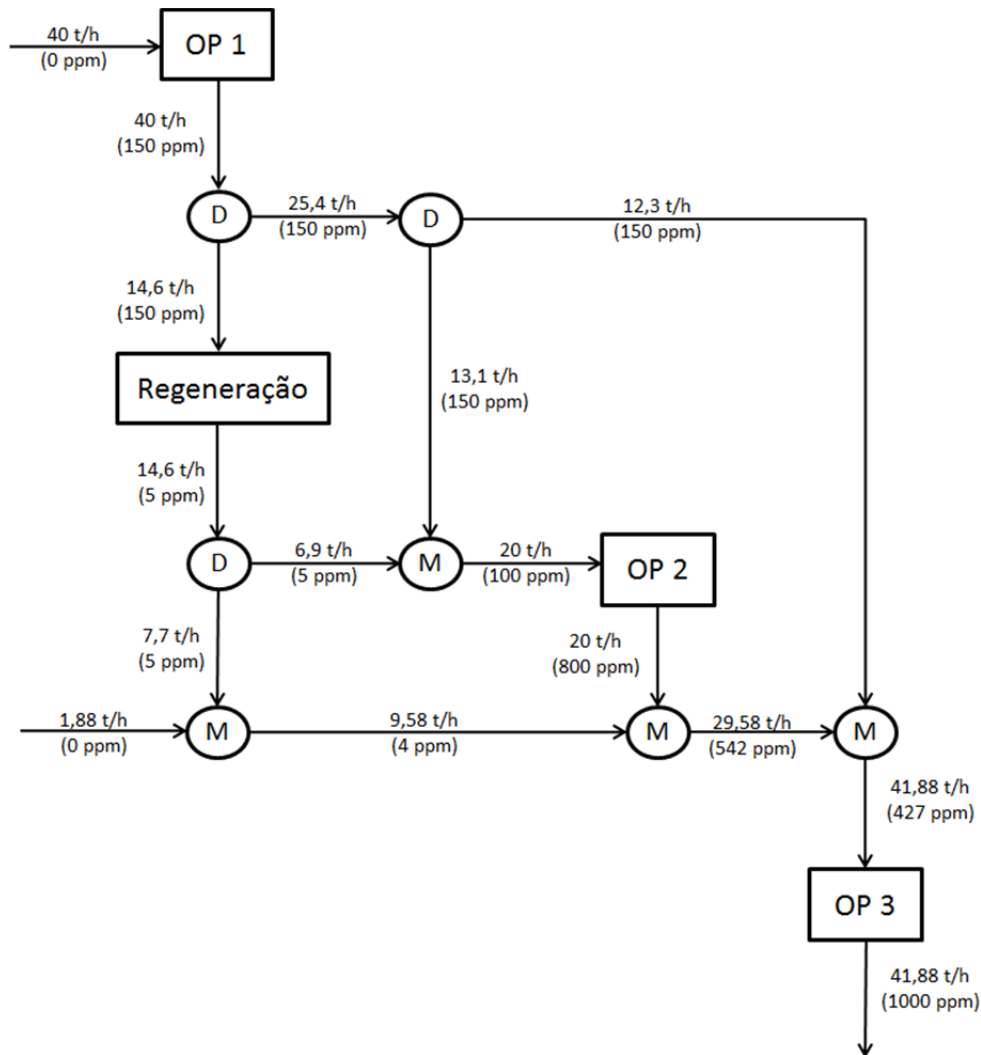 40 t/h
(0 ppm)
OP 1
40 t/h
(150 ppm)
D
25,4 t/h
(150 ppm)
D
12,3 t/h
(150 ppm)
14,6 t/h
(150 ppm)
Regeneração
13,1 t/h
(150 ppm)
14,6 t/h
(5 ppm)
D
6,9 t/h
(5 ppm)
M
20 t/h
(100 ppm)
OP 2
7,7 t/h
(5 ppm)
20 t/h
(800 ppm)
1,88 t/h
(0 ppm)
M
9,58 t/h
(4 ppm)
M
29,58 t/h
(542 ppm)
M
41,88 t/h
(427 ppm)
OP 3
41,88 t/h
(1000 ppm)